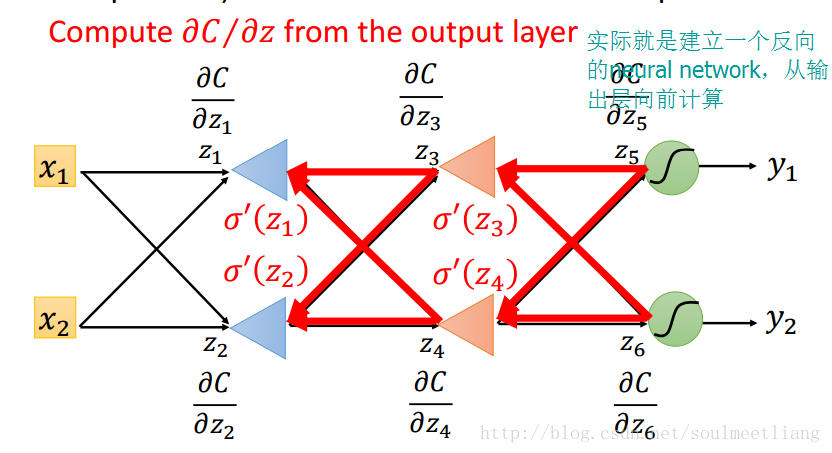 Compute ∂C/∂z from the output layer
实际就是建立一个反向
的neural network，从输
出层向前计算
∂C/∂z₁ ∂C/∂z₃ ∂C/∂z₅
x₁ z₁ z₃ z₅ y₁
σ′(z₁) σ′(z₃)
σ′(z₂) σ′(z₄)
x₂ z₂ z₄ z₆ y₂
∂C/∂z₂ ∂C/∂z₄ ∂C/∂z₆
http://blog.csdn.net/soulmeetliang